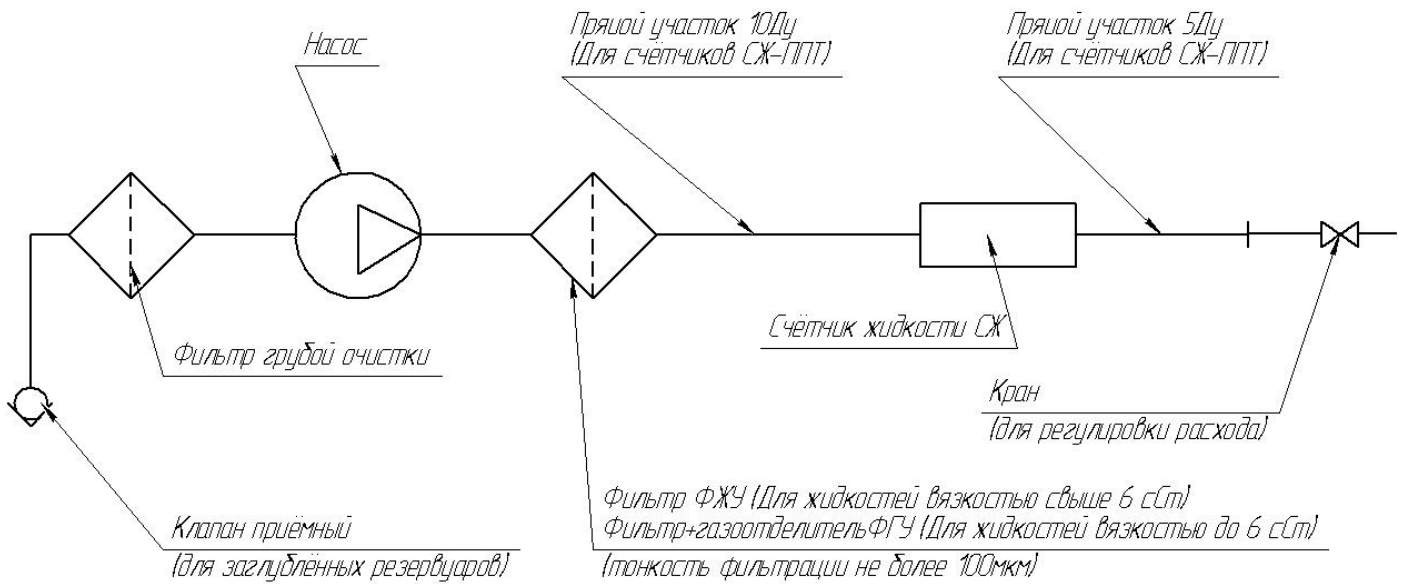 Насос
Прямой участок 10Ду
(Для счётчиков СЖ-ППТ)
Прямой участок 5Ду
(Для счётчиков СЖ-ППТ)
Фильтр грубой очистки
Счётчик жидкости СЖ
Кран
(для регулировки расхода)
Клапан приёмный
(для заглублённых резервуаров)
Фильтр ФЖУ (Для жидкостей вязкостью свыше 6 сСт)
Фильтр+газоотделительФГУ (Для жидкостей вязкостью до 6 сСт)
(тонкость фильтрации не более 100мкм)